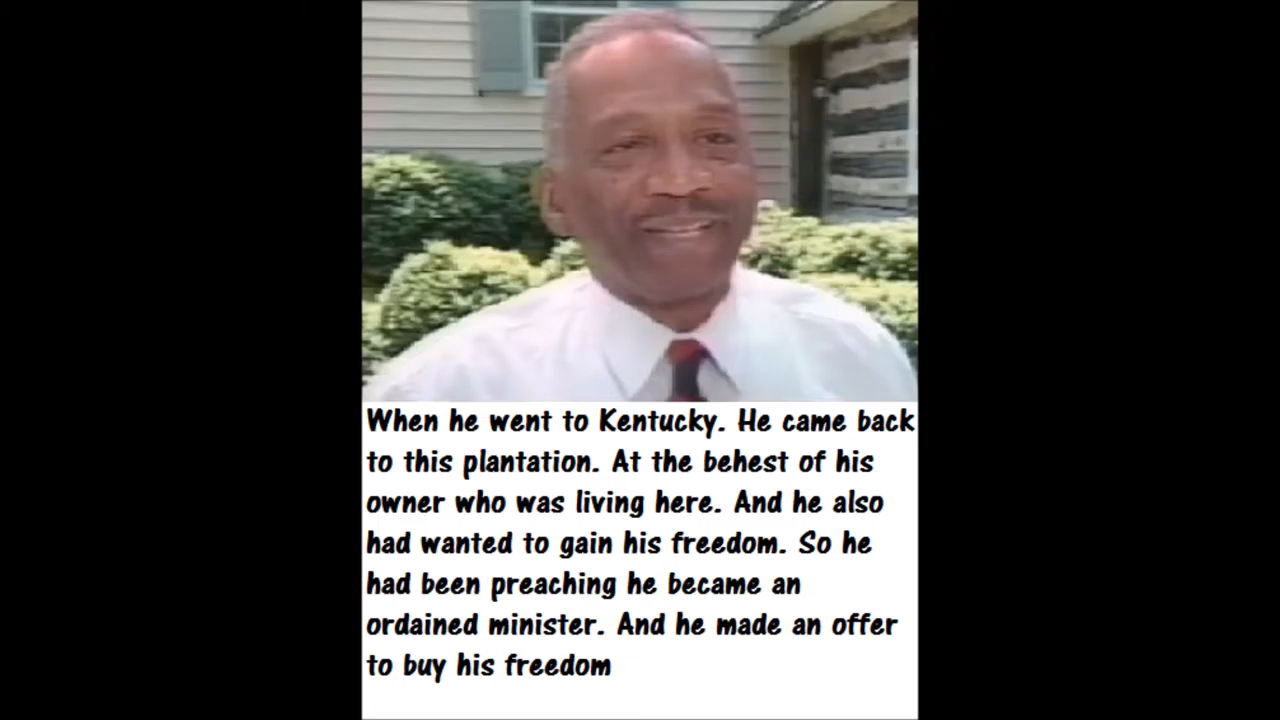 When he went to Kentucky. He came back
to this plantation. At the behest of his
owner who was living here. And he also
had wanted to gain his freedom. So he
had been preaching he became an
ordained minister. And he made an offer
to buy his freedom